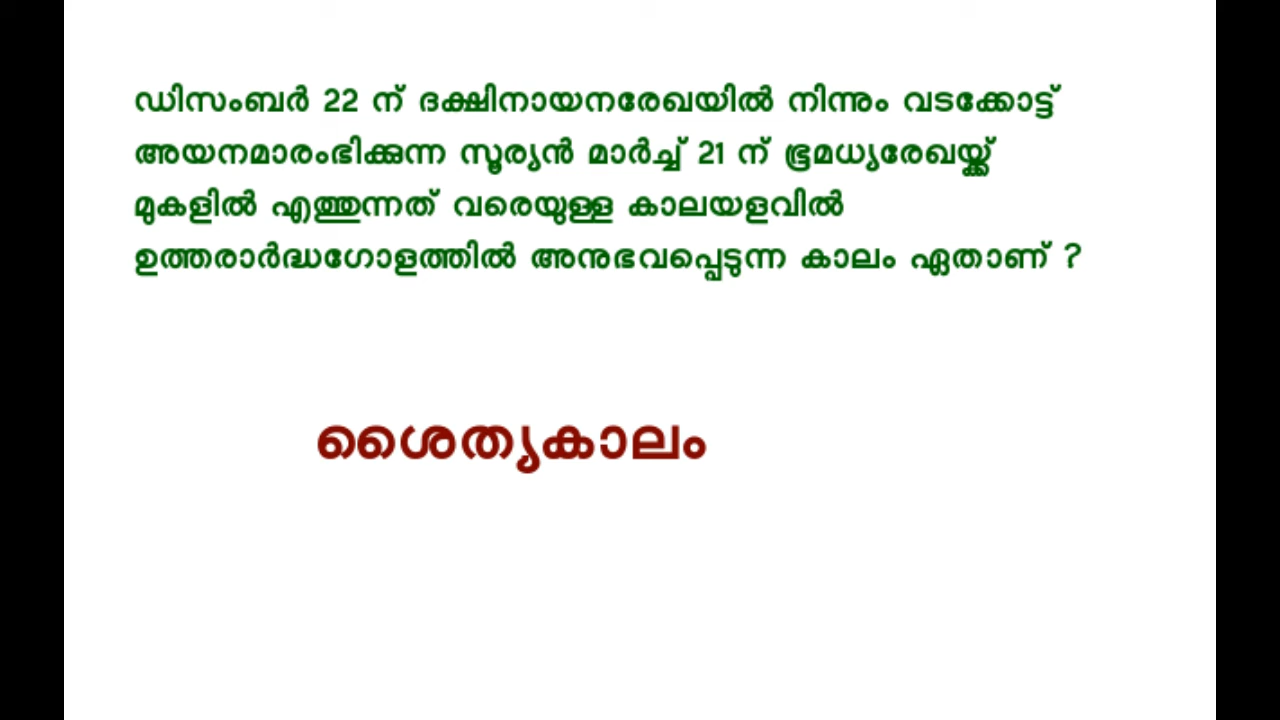 ഡിസംബർ 22 ന് ദക്ഷിനായനരേഖയിൽ നിന്നും വടക്കോട്ട്
അയനമാരംഭിക്കുന്ന സൂര്യൻ മാർച്ച് 21 ന് ഭൂമധ്യരേഖയ്ക്ക്
മുകളിൽ എത്തുന്നത് വരെയുള്ള കാലയളവിൽ
ഉത്തരാർദ്ധഗോളത്തിൽ അനുഭവപ്പെടുന്ന കാലം ഏതാണ് ?
ശൈത്യകാലം